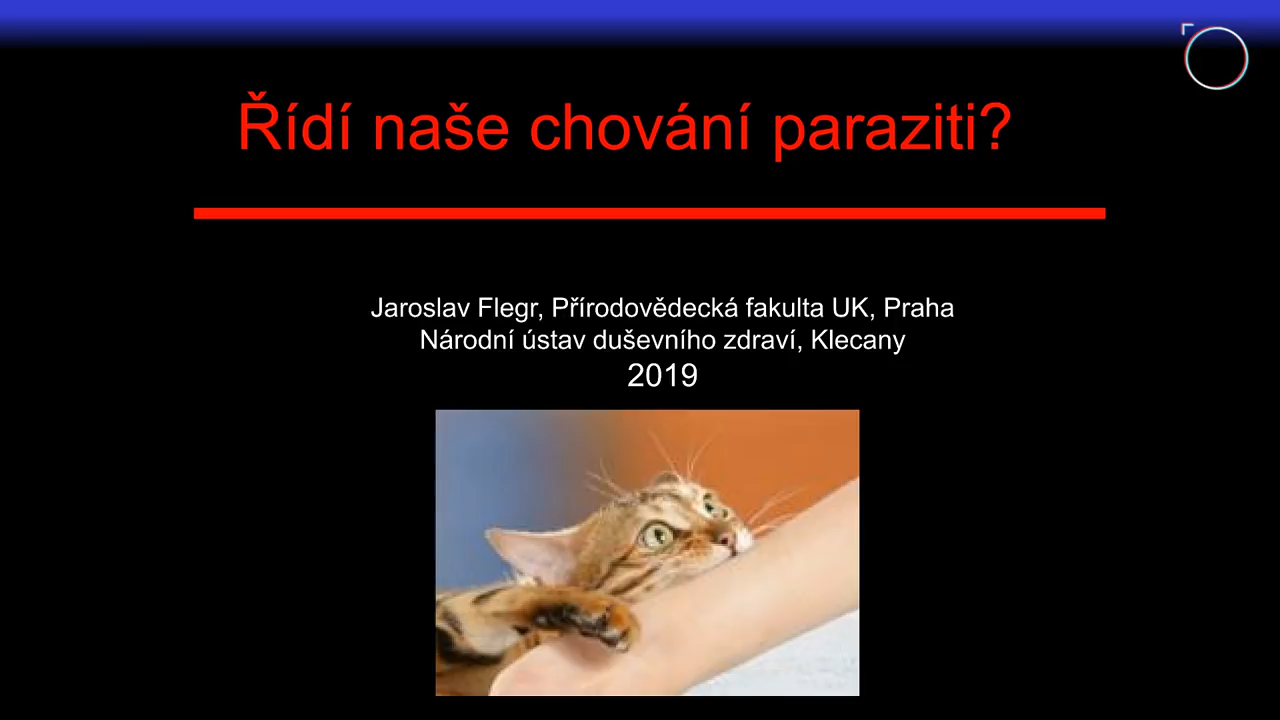 Řídí naše chování paraziti?
Jaroslav Flegr, Přírodovědecká fakulta UK, Praha
Národní ústav duševního zdraví, Klecany
2019